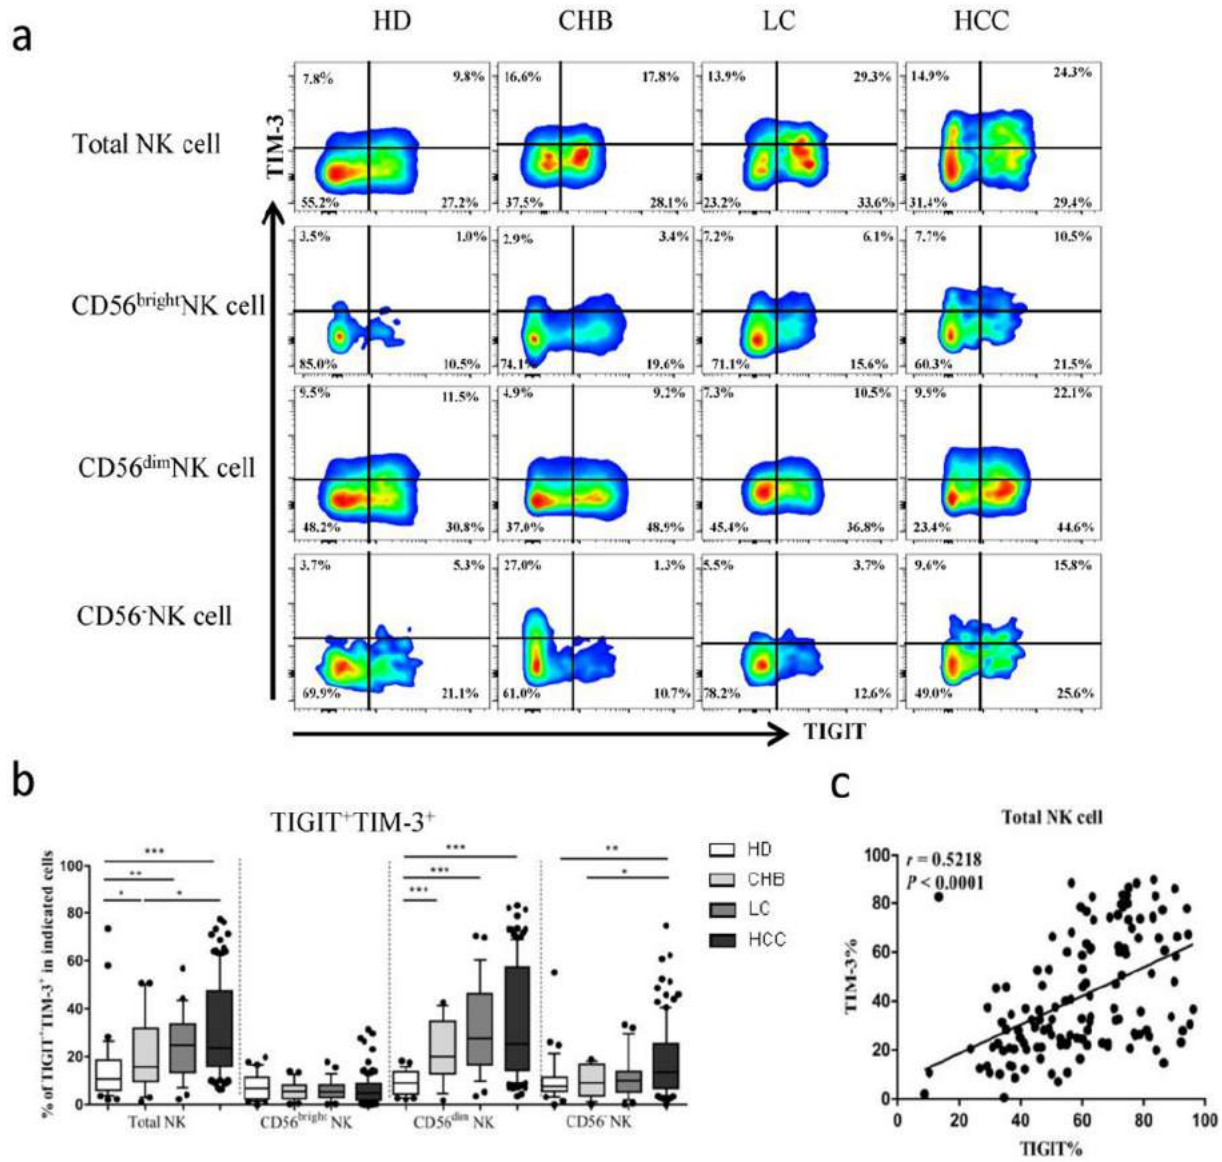 a
HD CHB LC HCC
TIM-3
Total NK cell
7.8% 9.8% 16.6% 17.8% 13.9% 29.3% 14.9% 24.3%
55.2% 27.2% 37.5% 28.1% 23.2% 33.6% 31.4% 29.4%
CD56brightNK cell
3.5% 1.0% 2.9% 3.4% 7.2% 6.1% 7.7% 10.5%
85.0% 10.5% 74.1% 19.6% 71.1% 15.6% 60.3% 21.5%
CD56dimNK cell
9.5% 11.5% 4.9% 9.2% 7.3% 10.5% 9.9% 22.1%
48.2% 30.8% 37.0% 48.9% 45.4% 36.8% 23.4% 44.6%
CD56-NK cell
3.7% 5.3% 27.0% 1.3% 5.5% 3.7% 9.6% 15.8%
69.9% 21.1% 61.0% 10.7% 78.2% 12.6% 49.0% 25.6%
TIGIT
b
TIGIT+TIM-3+
% of TIGIT+TIM-3+ in indicated cells
100
80
60
40
20
0
*** ** * *
*** *** ***
** *
Total NK CD56bright NK CD56dim NK CD56-NK
HD
CHB
LC
HCC
c
Total NK cell
r = 0.5218
P < 0.0001
TIM-3%
100
80
60
40
20
0
0 20 40 60 80 100
TIGIT%